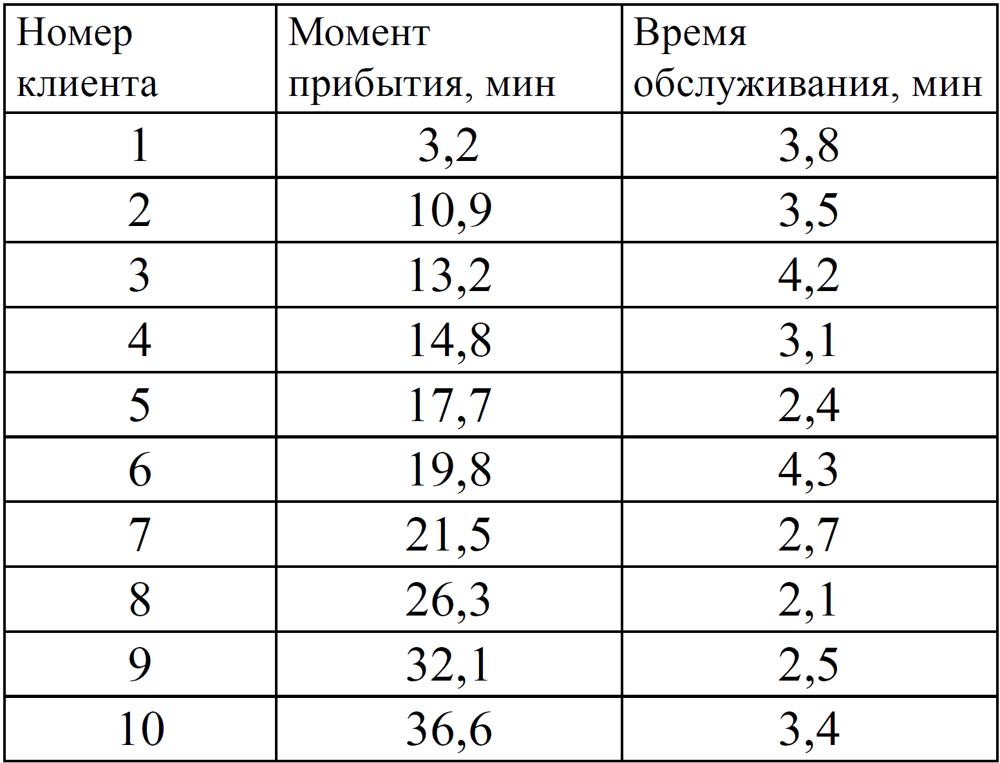 Номер клиента | Момент прибытия, мин | Время обслуживания, мин
1 | 3,2 | 3,8
2 | 10,9 | 3,5
3 | 13,2 | 4,2
4 | 14,8 | 3,1
5 | 17,7 | 2,4
6 | 19,8 | 4,3
7 | 21,5 | 2,7
8 | 26,3 | 2,1
9 | 32,1 | 2,5
10 | 36,6 | 3,4